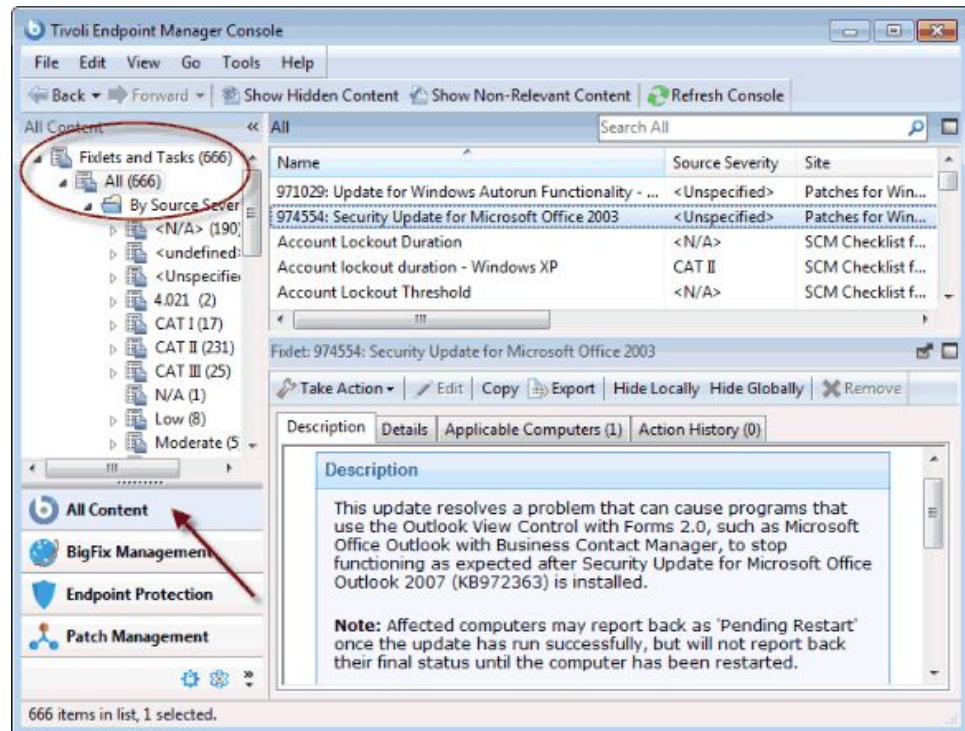 Tivoli Endpoint Manager Console
File Edit View Go Tools Help
Back Forward Show Hidden Content Show Non-Relevant Content Refresh Console
All Content
Fixlets and Tasks (666)
All (666)
By Source Sever
<N/A> (190)
<undefined>
<Unspecified
4.021 (2)
CAT I (17)
CAT II (231)
CAT III (25)
N/A (1)
Low (8)
Moderate (5
All Content
BigFix Management
Endpoint Protection
Patch Management
All
Search All
Name Source Severity Site
971029: Update for Windows Autorun Functionality - ... <Unspecified> Patches for Win...
974554: Security Update for Microsoft Office 2003 <Unspecified> Patches for Win...
Account Lockout Duration <N/A> SCM Checklist f...
Account lockout duration - Windows XP CAT II SCM Checklist f...
Account Lockout Threshold <N/A> SCM Checklist f...
Fixlet: 974554: Security Update for Microsoft Office 2003
Take Action Edit Copy Export Hide Locally Hide Globally Remove
Description Details Applicable Computers (1) Action History (0)
Description
This update resolves a problem that can cause programs that
use the Outlook View Control with Forms 2.0, such as Microsoft
Office Outlook with Business Contact Manager, to stop
functioning as expected after Security Update for Microsoft Office
Outlook 2007 (KB972363) is installed.
Note: Affected computers may report back as 'Pending Restart'
once the update has run successfully, but will not report back
their final status until the computer has been restarted.
666 items in list, 1 selected.